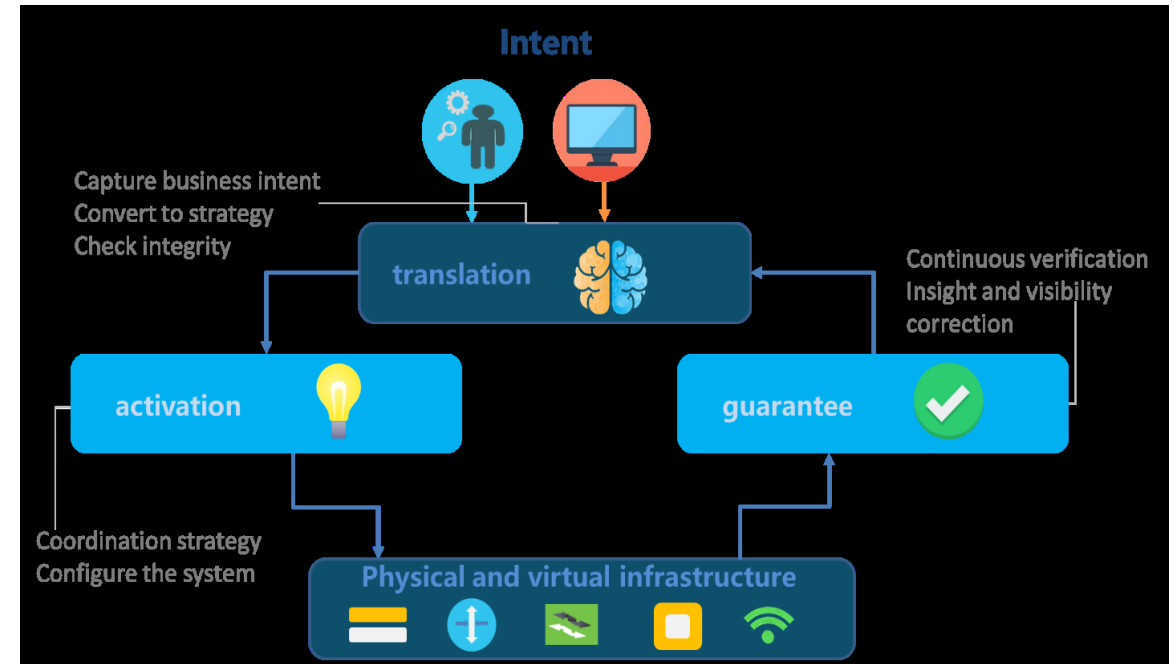 Intent
Capture business intent
Convert to strategy
Check integrity
translation
Continuous verification
Insight and visibility
correction
activation
guarantee
Coordination strategy
Configure the system
Physical and virtual infrastructure